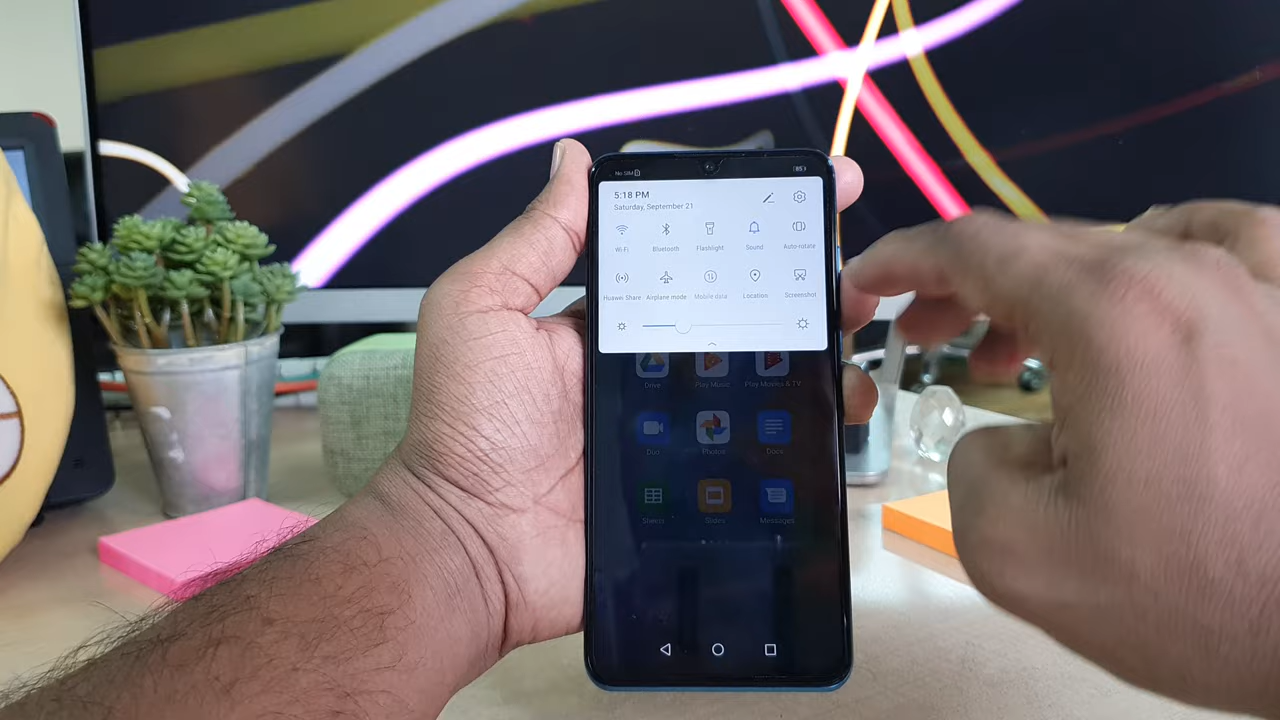 No SIM 85
5:18 PM
Saturday, September 21
Wi-Fi Bluetooth Flashlight Sound Auto-rotate
Huawei Share Airplane mode Mobile data Location Screenshot
Drive Play Music Play Movies & TV
Duo Photos Docs
Sheets Slides Messages